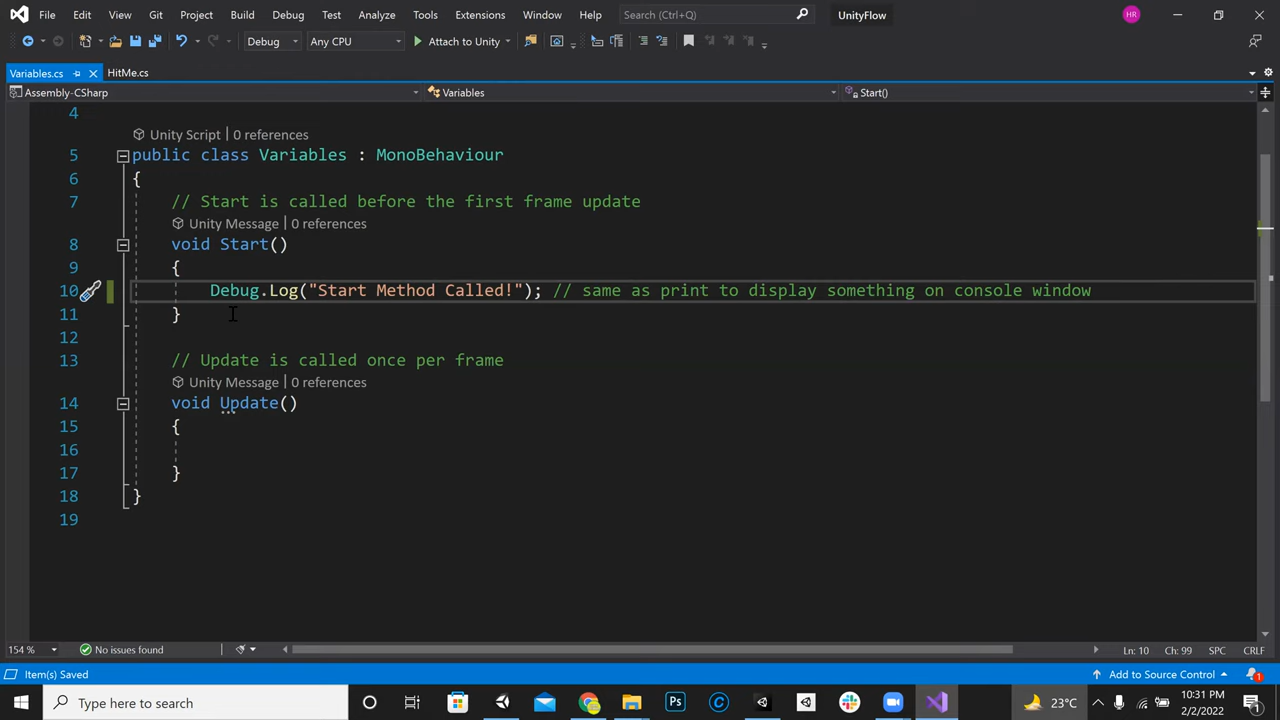 File Edit View Git Project Build Debug Test Analyze Tools Extensions Window Help Search (Ctrl+Q) UnityFlow HR
Debug Any CPU Attach to Unity
Variables.cs HitMe.cs
Assembly-CSharp Variables Start()
4
Unity Script | 0 references
5 public class Variables : MonoBehaviour
6 {
7 // Start is called before the first frame update
Unity Message | 0 references
8 void Start()
9 {
10 Debug.Log("Start Method Called!"); // same as print to display something on console window
11 }
12
13 // Update is called once per frame
Unity Message | 0 references
14 void Update()
15 {
16
17 }
18 }
19
154 % No issues found Ln: 10 Ch: 99 SPC CRLF
Item(s) Saved Add to Source Control 1
Type here to search Ps 23°C 10:31 PM
2/2/2022 1